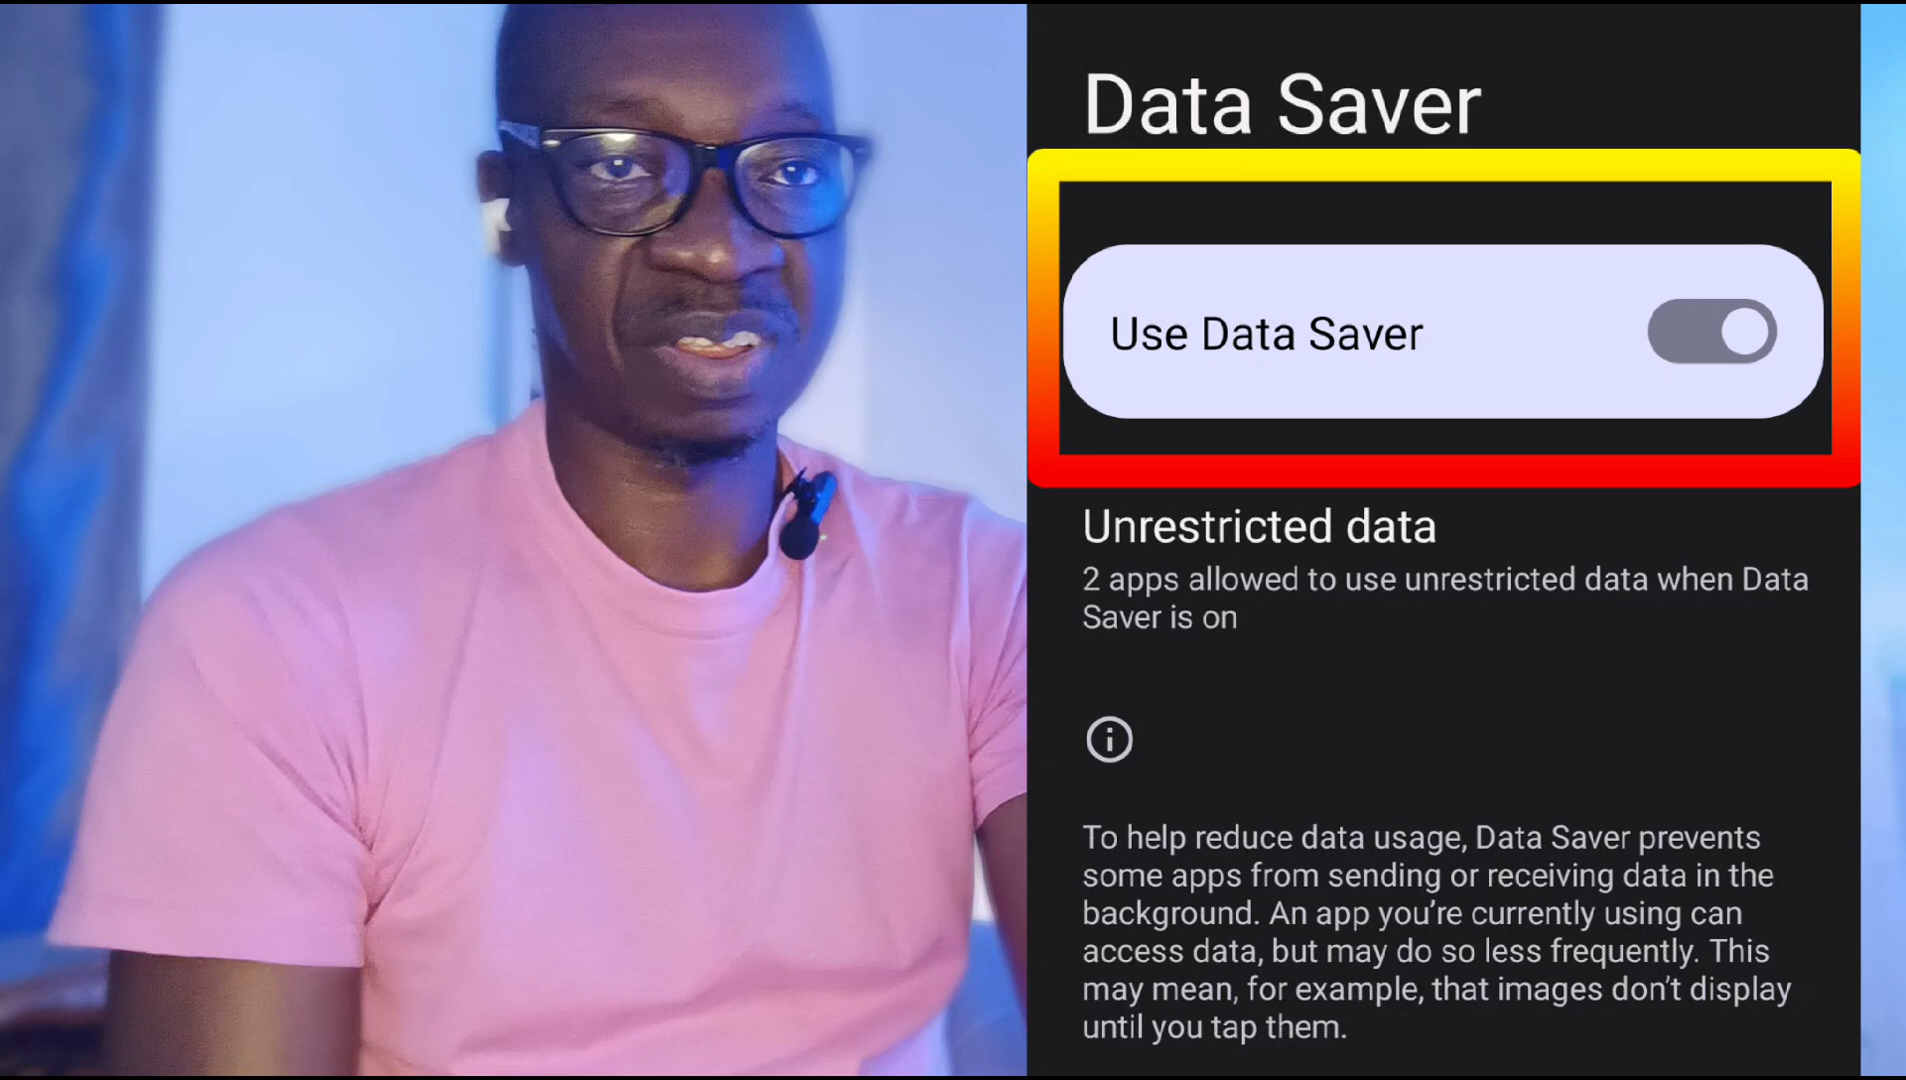 Data Saver
Use Data Saver
Unrestricted data
2 apps allowed to use unrestricted data when Data
Saver is on
To help reduce data usage, Data Saver prevents
some apps from sending or receiving data in the
background. An app you’re currently using can
access data, but may do so less frequently. This
may mean, for example, that images don’t display
until you tap them.